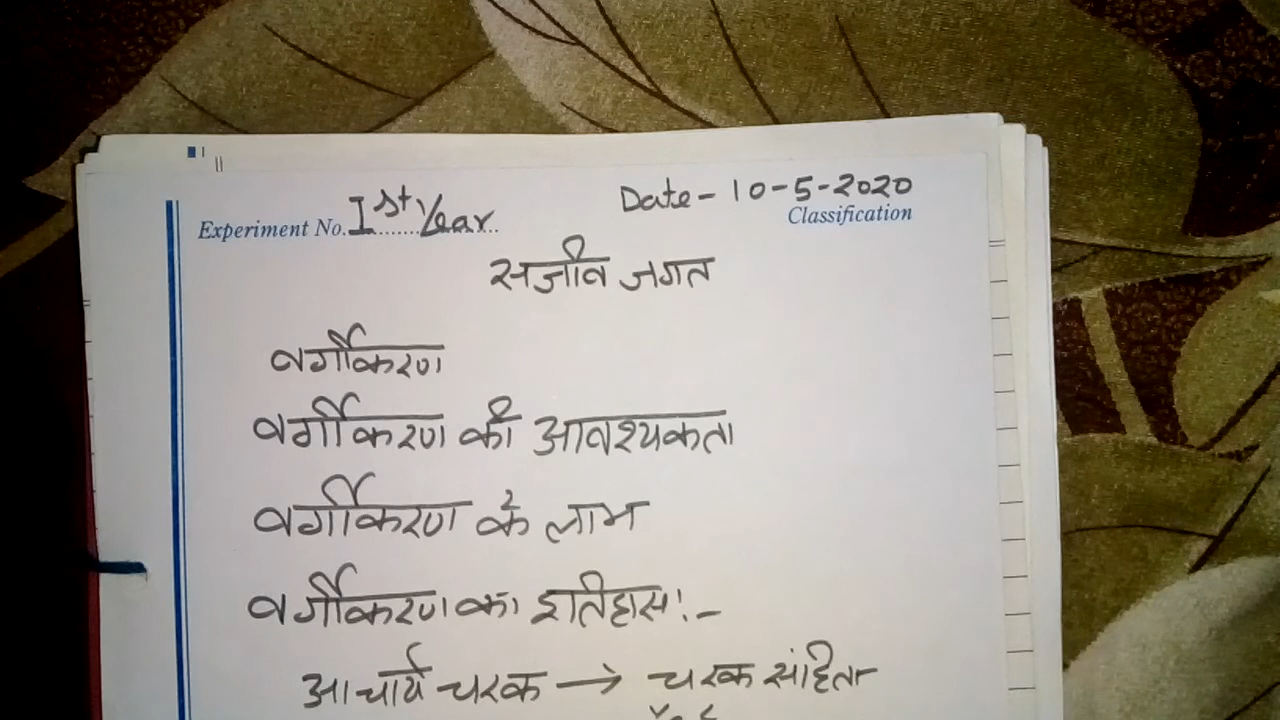 Date - 10-5-2020
Experiment No. Ist Year
Classification
सजीव जगत
वर्गीकरण
वर्गीकरण की आवश्यकता
वर्गीकरण के लाभ
वर्गीकरण का इतिहास :-
आचार्य चरक → चरक संहिता